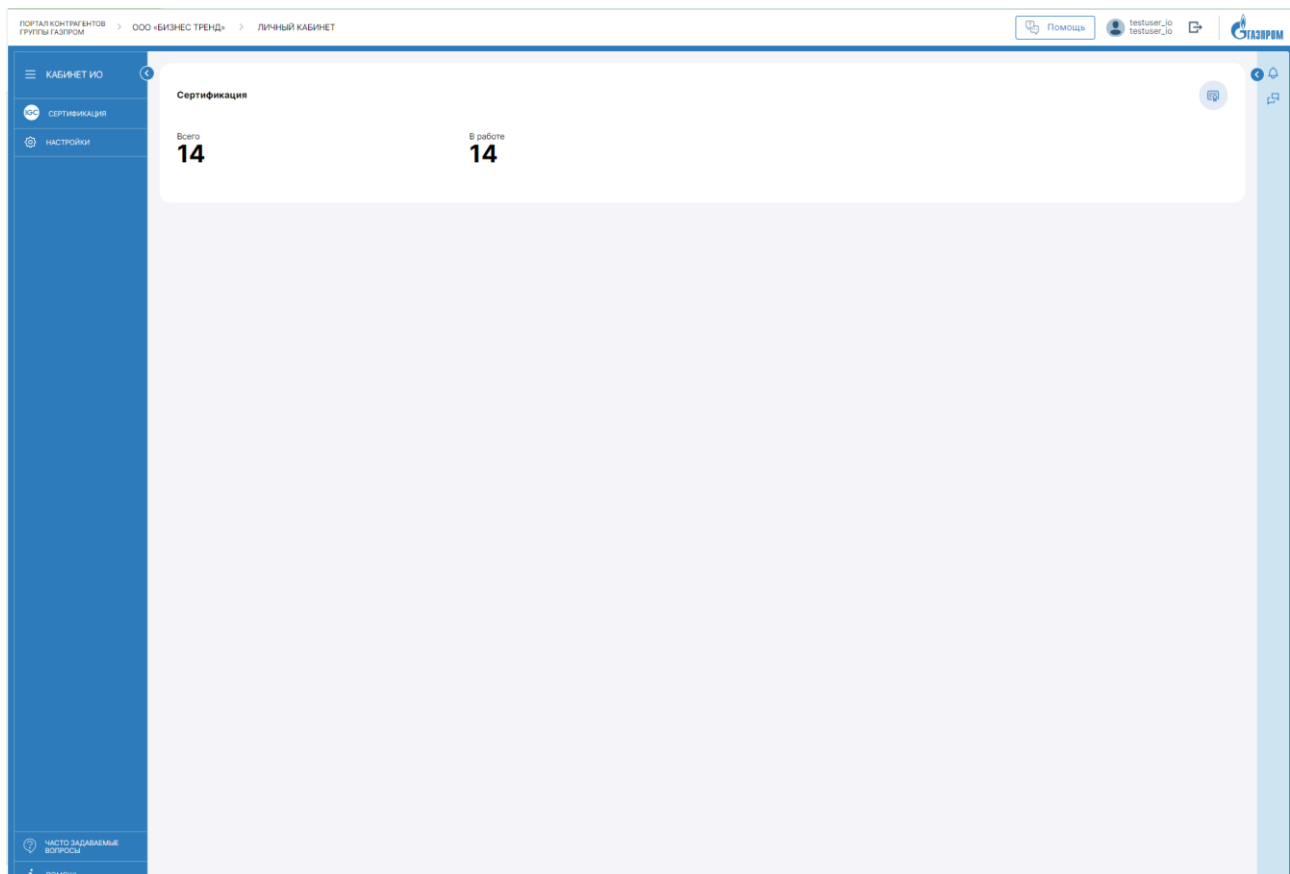 ПОРТАЛ КОНТРАГЕНТОВ
ГРУППЫ ГАЗПРОМ
ООО «БИЗНЕС ТРЕНД»
ЛИЧНЫЙ КАБИНЕТ
Помощь
testuser_io
testuser_io
ГАЗПРОМ
КАБИНЕТ ИО
IGC СЕРТИФИКАЦИЯ
НАСТРОЙКИ
Сертификация
Всего
14
В работе
14
ЧАСТО ЗАДАВАЕМЫЕ
ВОПРОСЫ